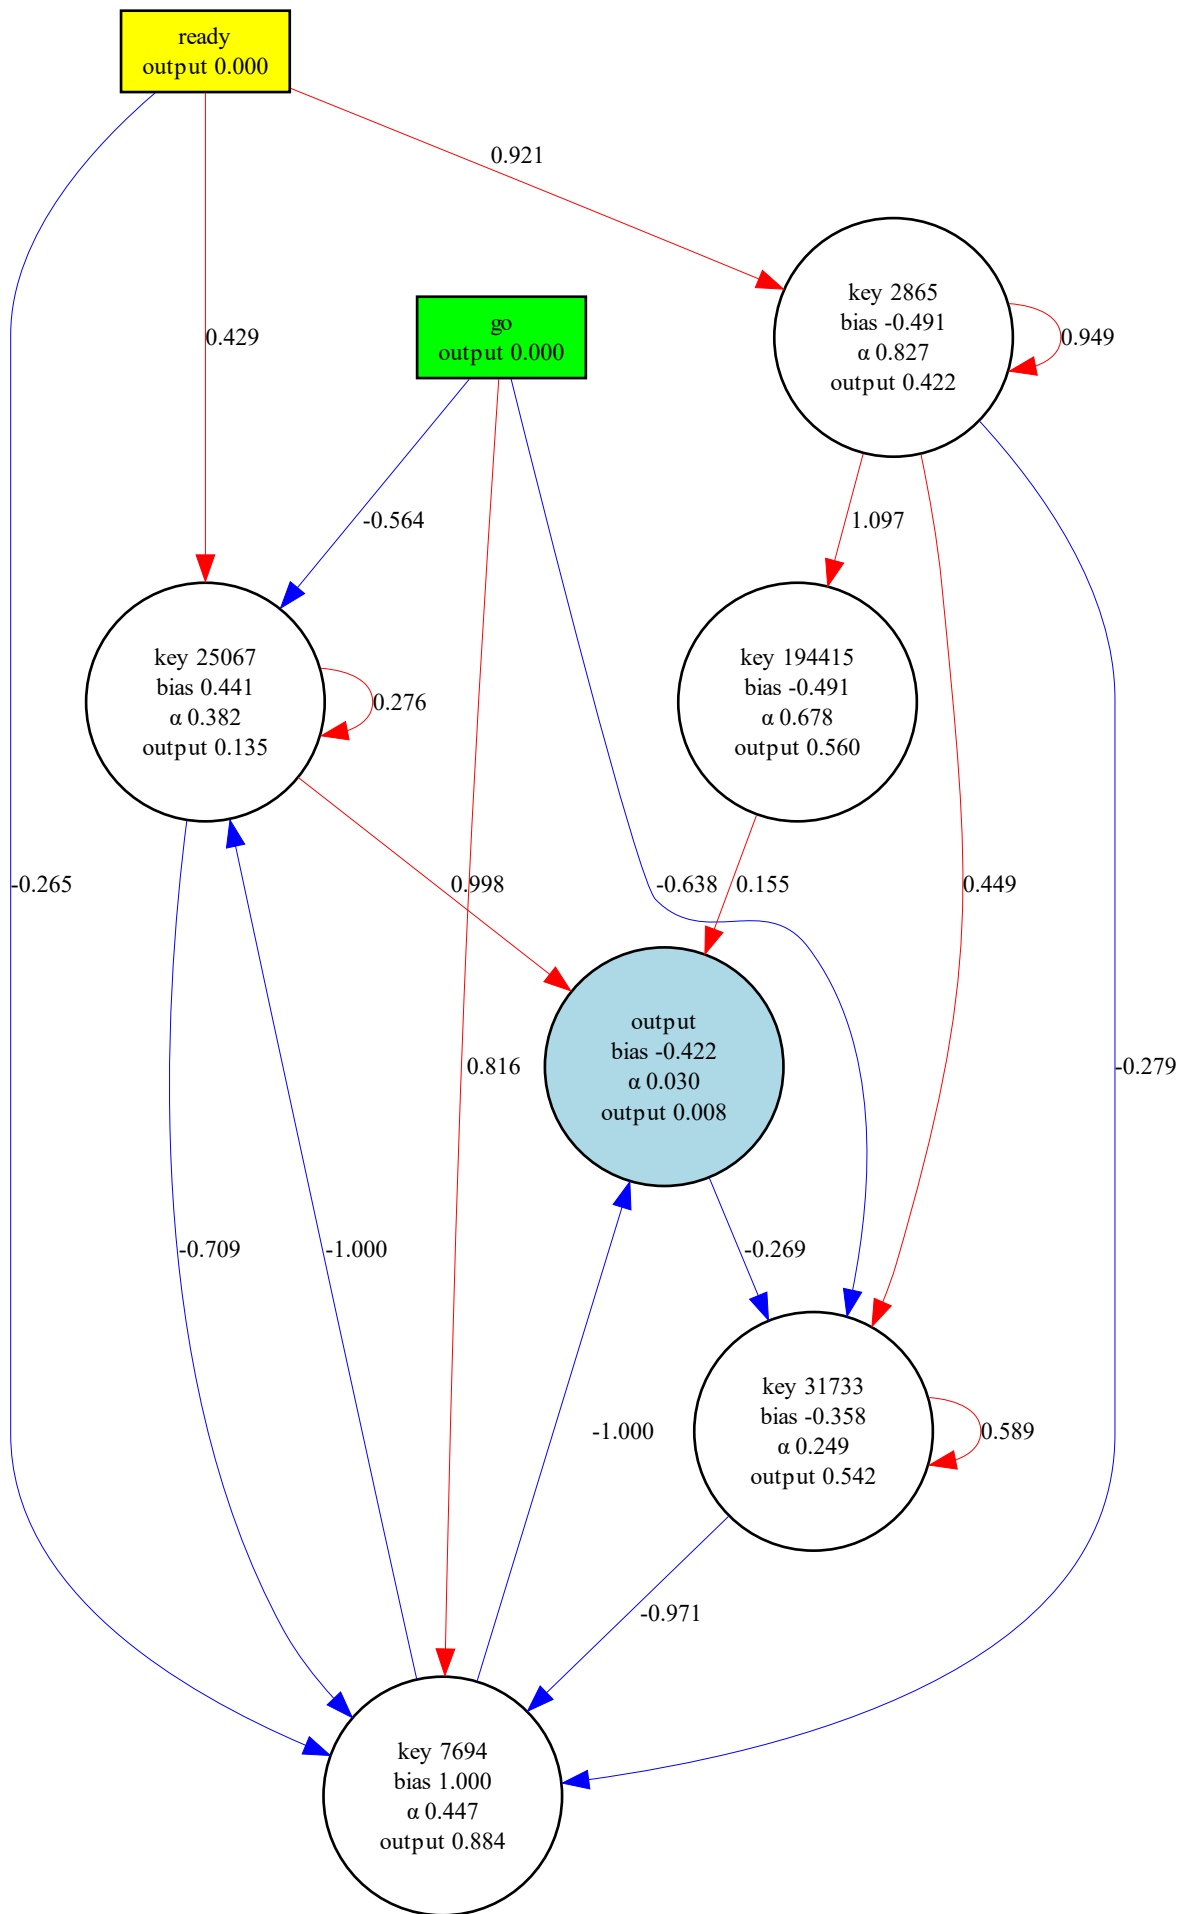 ready
output 0.000
0.921
key 2865
bias -0.491
α 0.827
output 0.422
0.949
go
output 0.000
0.429
-0.564
1.097
key 25067
bias 0.441
α 0.382
output 0.135
0.276
key 194415
bias -0.491
α 0.678
output 0.560
-0.265
0.998
-0.638
0.155
0.449
output
bias -0.422
α 0.030
output 0.008
0.816
-0.279
-0.709
-1.000
-0.269
-1.000
key 31733
bias -0.358
α 0.249
output 0.542
0.589
-0.971
key 7694
bias 1.000
α 0.447
output 0.884